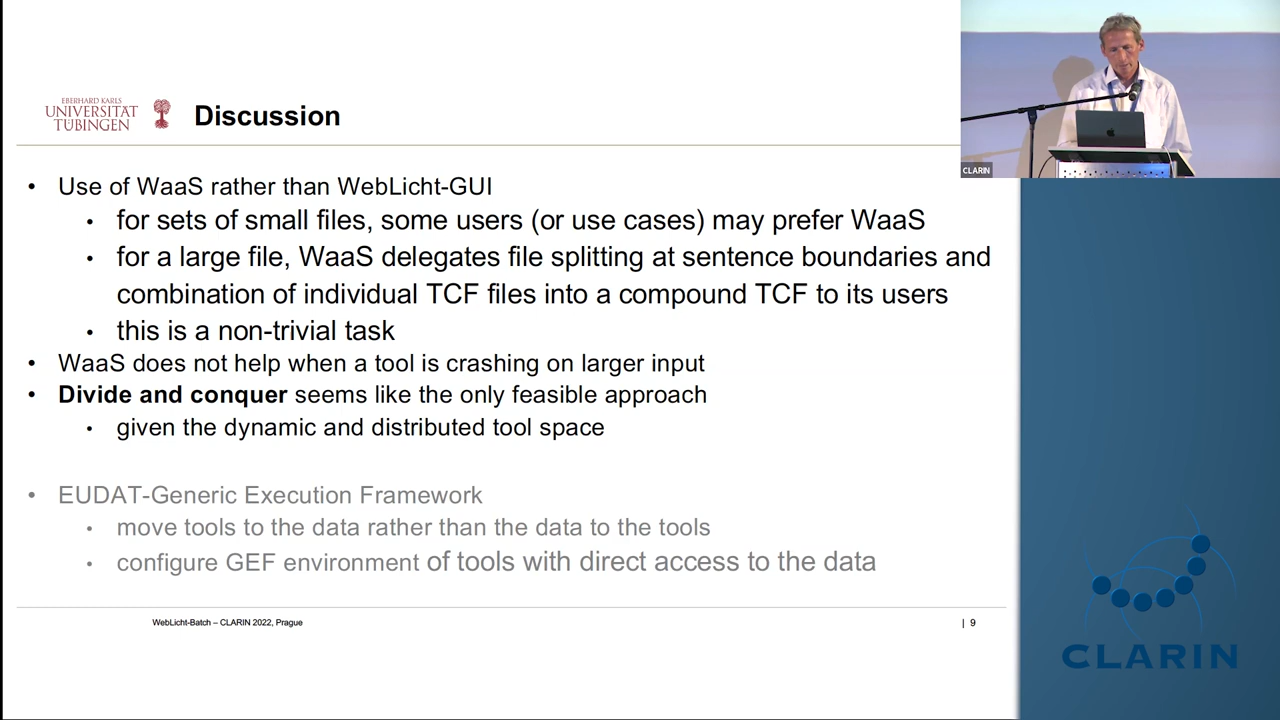 EBERHARD KARLS
UNIVERSITÄT
TÜBINGEN
Discussion
• Use of WaaS rather than WebLicht-GUI
• for sets of small files, some users (or use cases) may prefer WaaS
• for a large file, WaaS delegates file splitting at sentence boundaries and
combination of individual TCF files into a compound TCF to its users
• this is a non-trivial task
• WaaS does not help when a tool is crashing on larger input
• Divide and conquer seems like the only feasible approach
• given the dynamic and distributed tool space
• EUDAT-Generic Execution Framework
• move tools to the data rather than the data to the tools
• configure GEF environment of tools with direct access to the data
WebLicht-Batch – CLARIN 2022, Prague
| 9
CLARIN
CLARIN